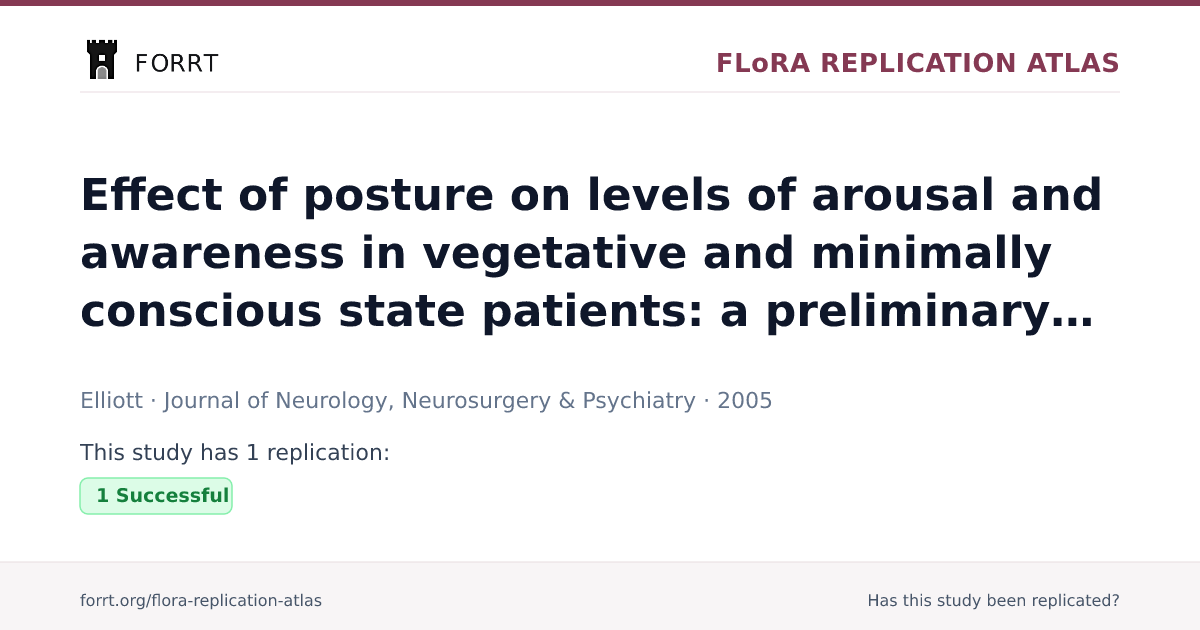 FORRT
FLoRA REPLICATION ATLAS
Effect of posture on levels of arousal and
awareness in vegetative and minimally
conscious state patients: a preliminary…
Elliott · Journal of Neurology, Neurosurgery & Psychiatry · 2005
This study has 1 replication:
1 Successful
forrt.org/flora-replication-atlas
Has this study been replicated?